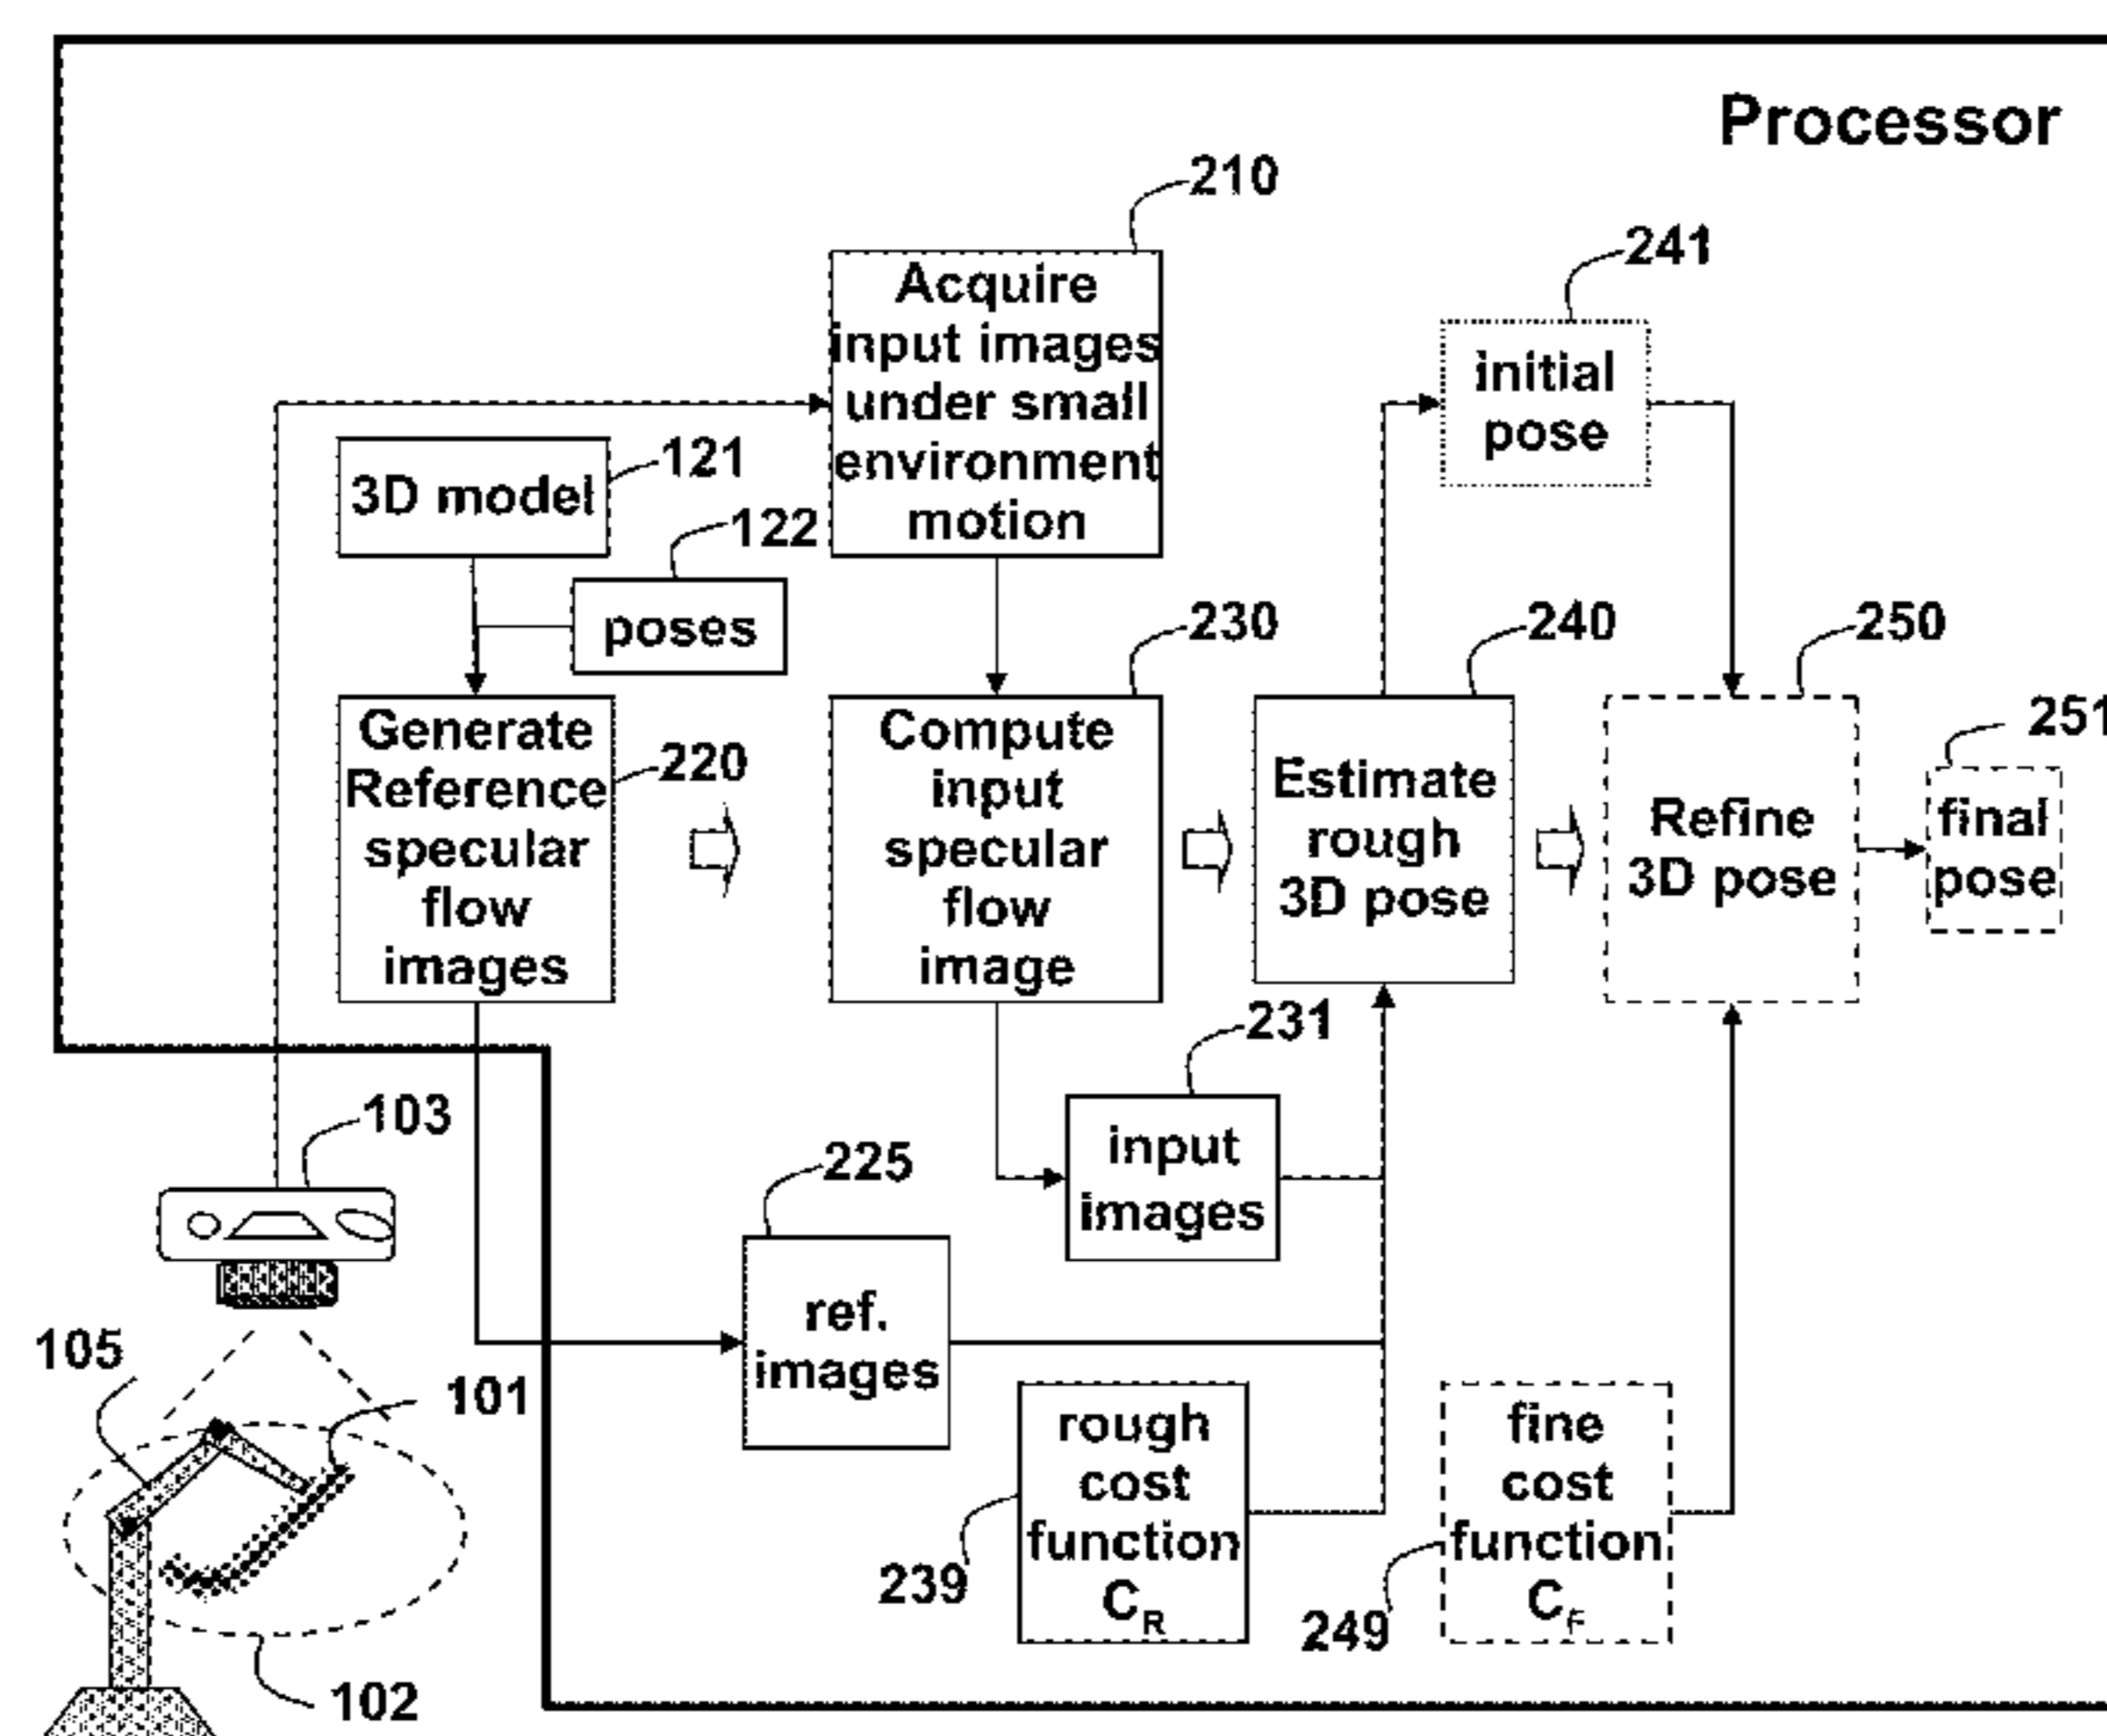 Processor
210
Acquire
input images
under small
environment
motion
241
initial
pose
3D model
121
122
poses
230
240
250
251
Generate
Reference
specular
flow
images
220
Compute
input
specular
flow
image
Estimate
rough
3D pose
Refine
3D pose
final
pose
231
input
images
103
225
ref.
images
105
101
rough
cost
function
C_R
239
fine
cost
function
C_F
249
102